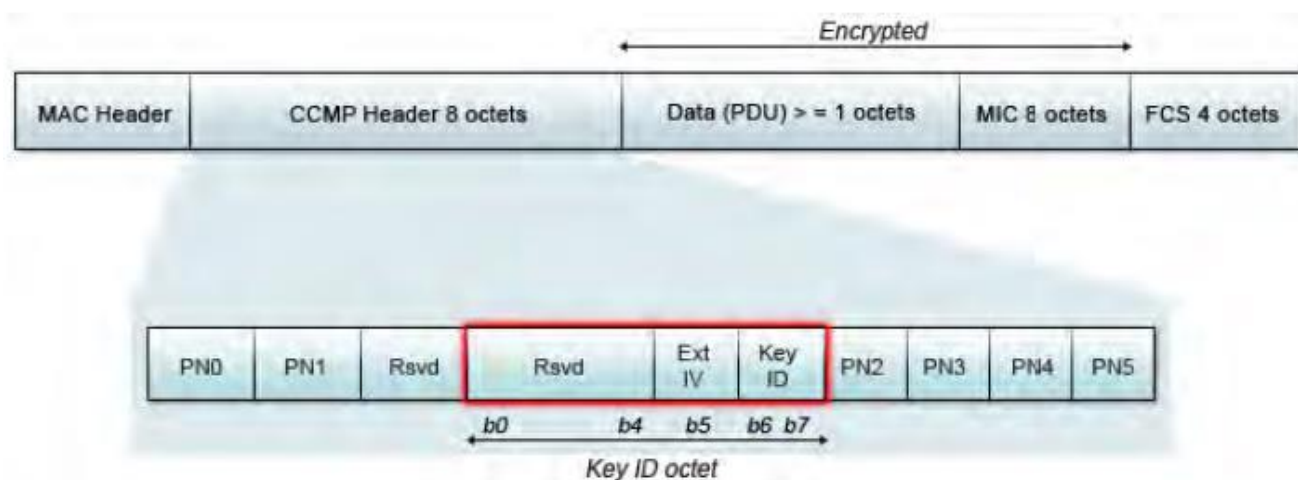 Encrypted
MAC Header CCMP Header 8 octets Data (PDU) > = 1 octets MIC 8 octets FCS 4 octets
PN0 PN1 Rsvd Rsvd Ext IV Key ID PN2 PN3 PN4 PN5
b0 b4 b5 b6 b7
Key ID octet